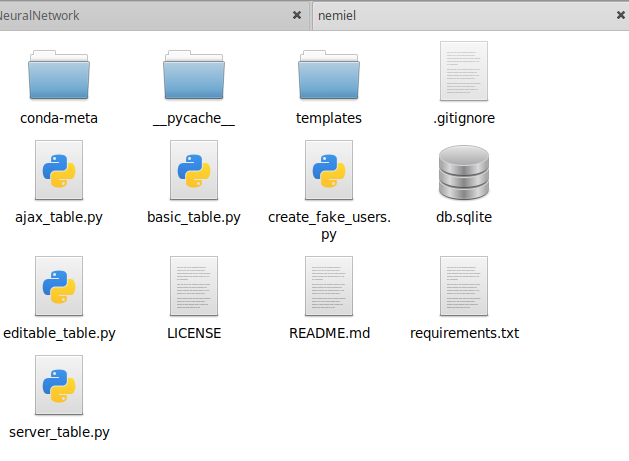 NeuralNetwork
nemiel
conda-meta
__pycache__
templates
.gitignore
ajax_table.py
basic_table.py
create_fake_users.
py
db.sqlite
editable_table.py
LICENSE
README.md
requirements.txt
server_table.py